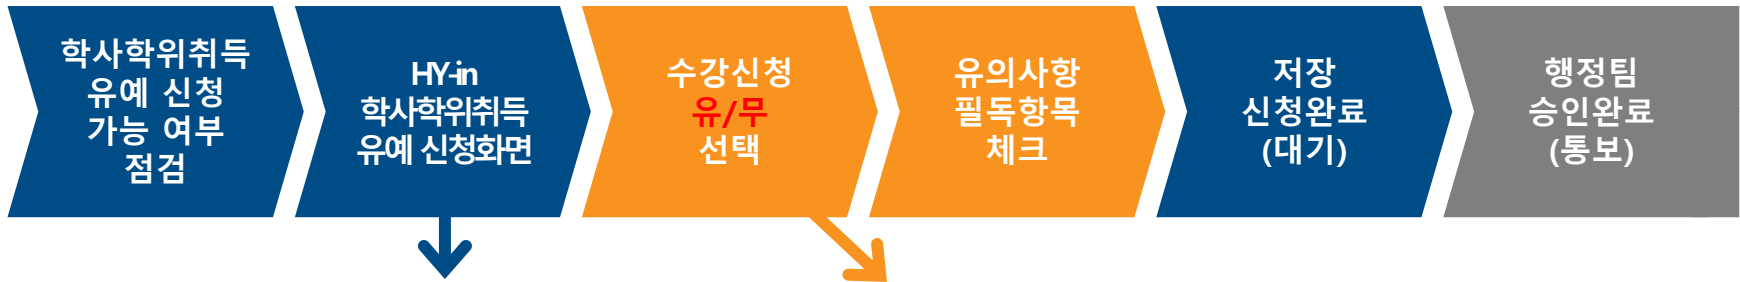 학사학위취득
유예 신청
가능 여부
점검
HY-in
학사학위취득
유예 신청화면
수강신청
유/무
선택
유의사항
필독항목
체크
저장
신청완료
(대기)
행정팀
승인완료
(통보)